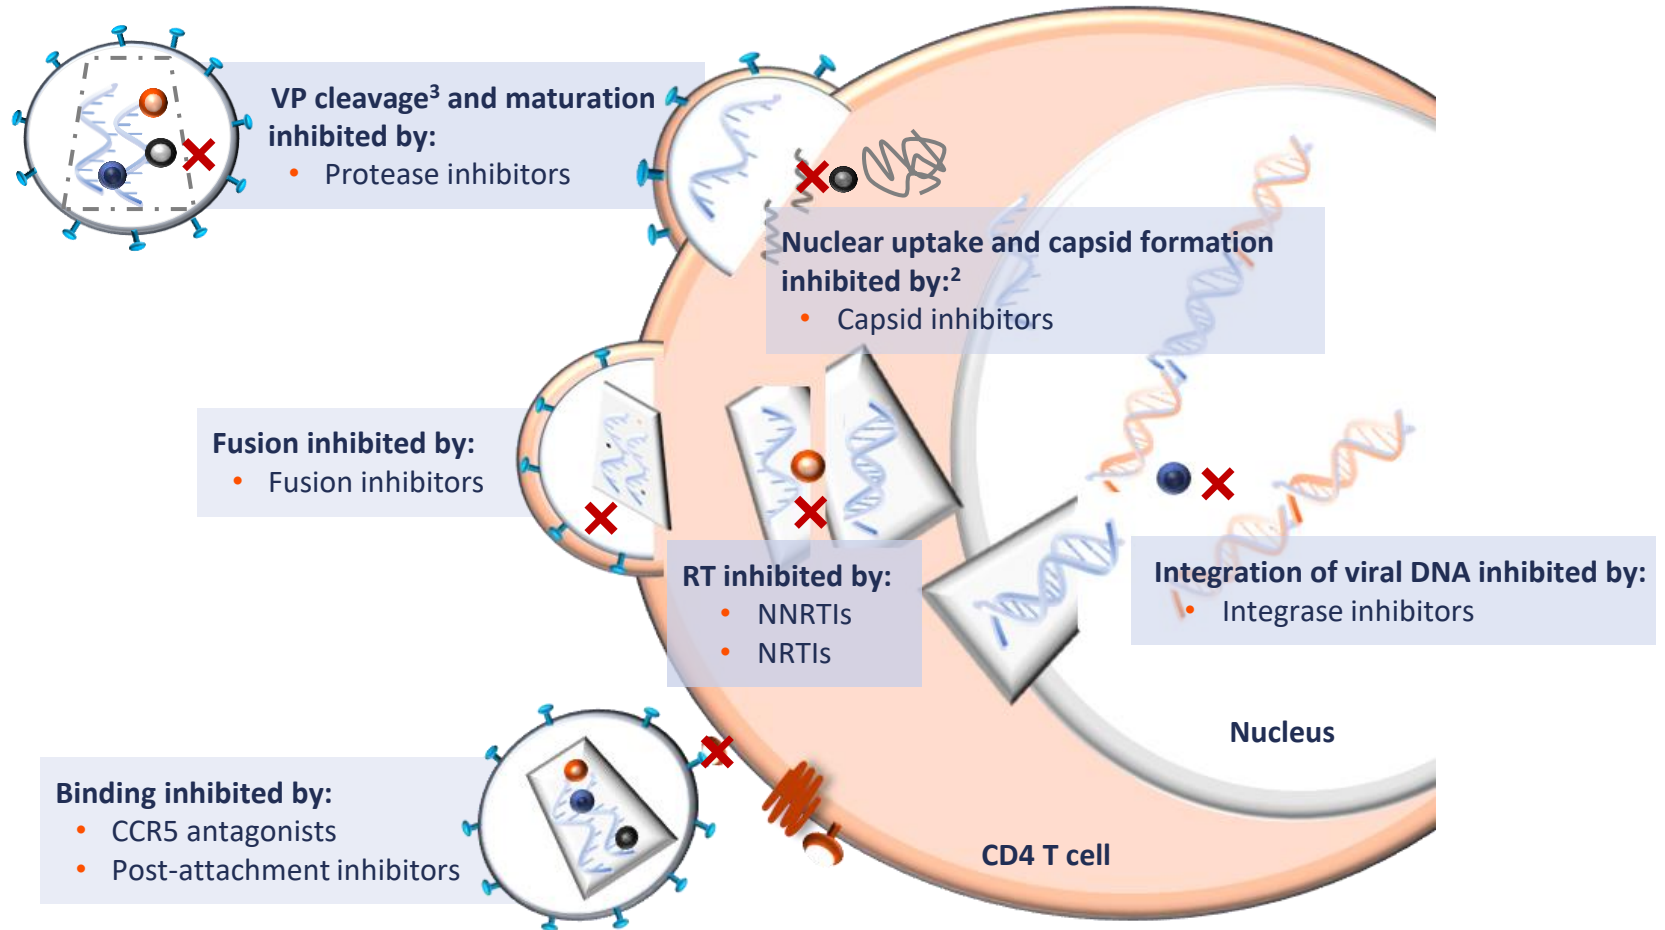 VP cleavage³ and maturation
inhibited by:
• Protease inhibitors
Nuclear uptake and capsid formation
inhibited by:²
• Capsid inhibitors
Fusion inhibited by:
• Fusion inhibitors
RT inhibited by:
• NNRTIs
• NRTIs
Integration of viral DNA inhibited by:
• Integrase inhibitors
Nucleus
Binding inhibited by:
• CCR5 antagonists
• Post-attachment inhibitors
CD4 T cell